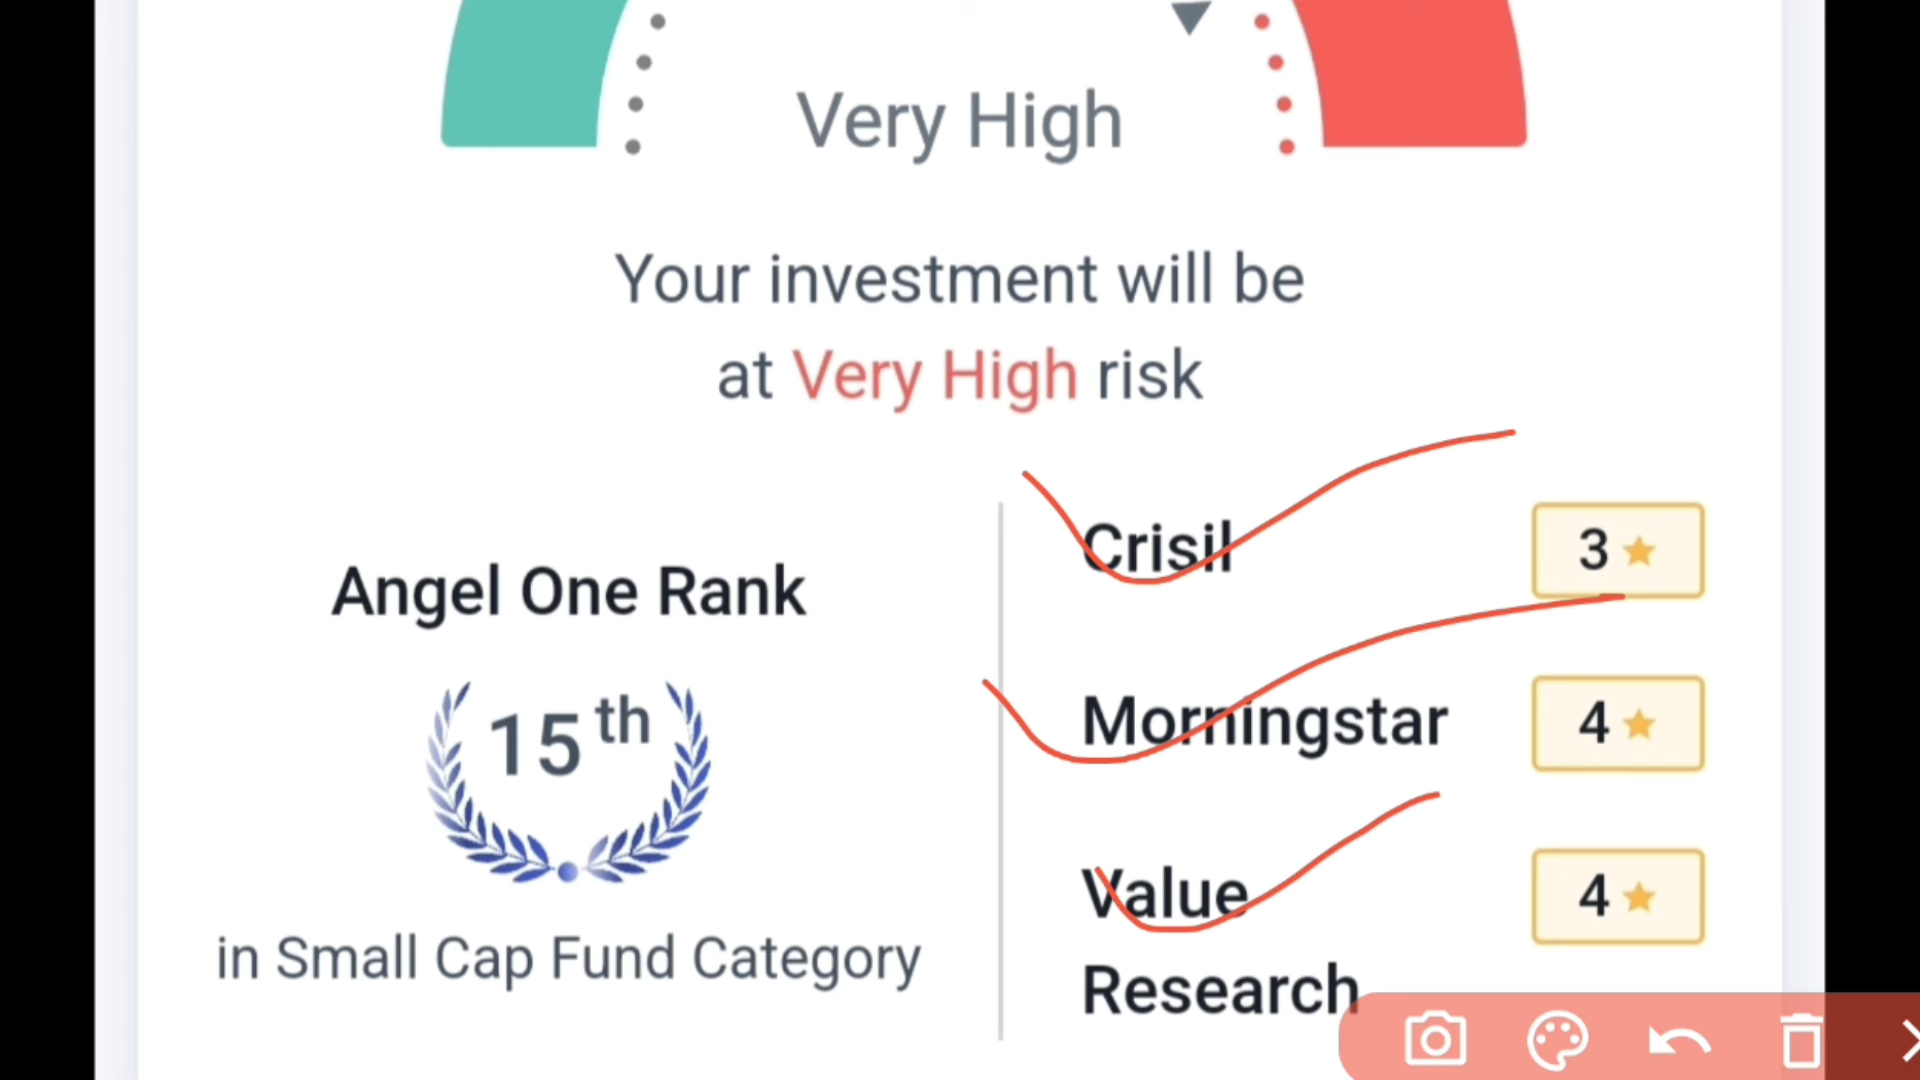 Very High
Your investment will be
at Very High risk
Angel One Rank
15th
in Small Cap Fund Category
Crisil 3
Morningstar 4
Value 4
Research